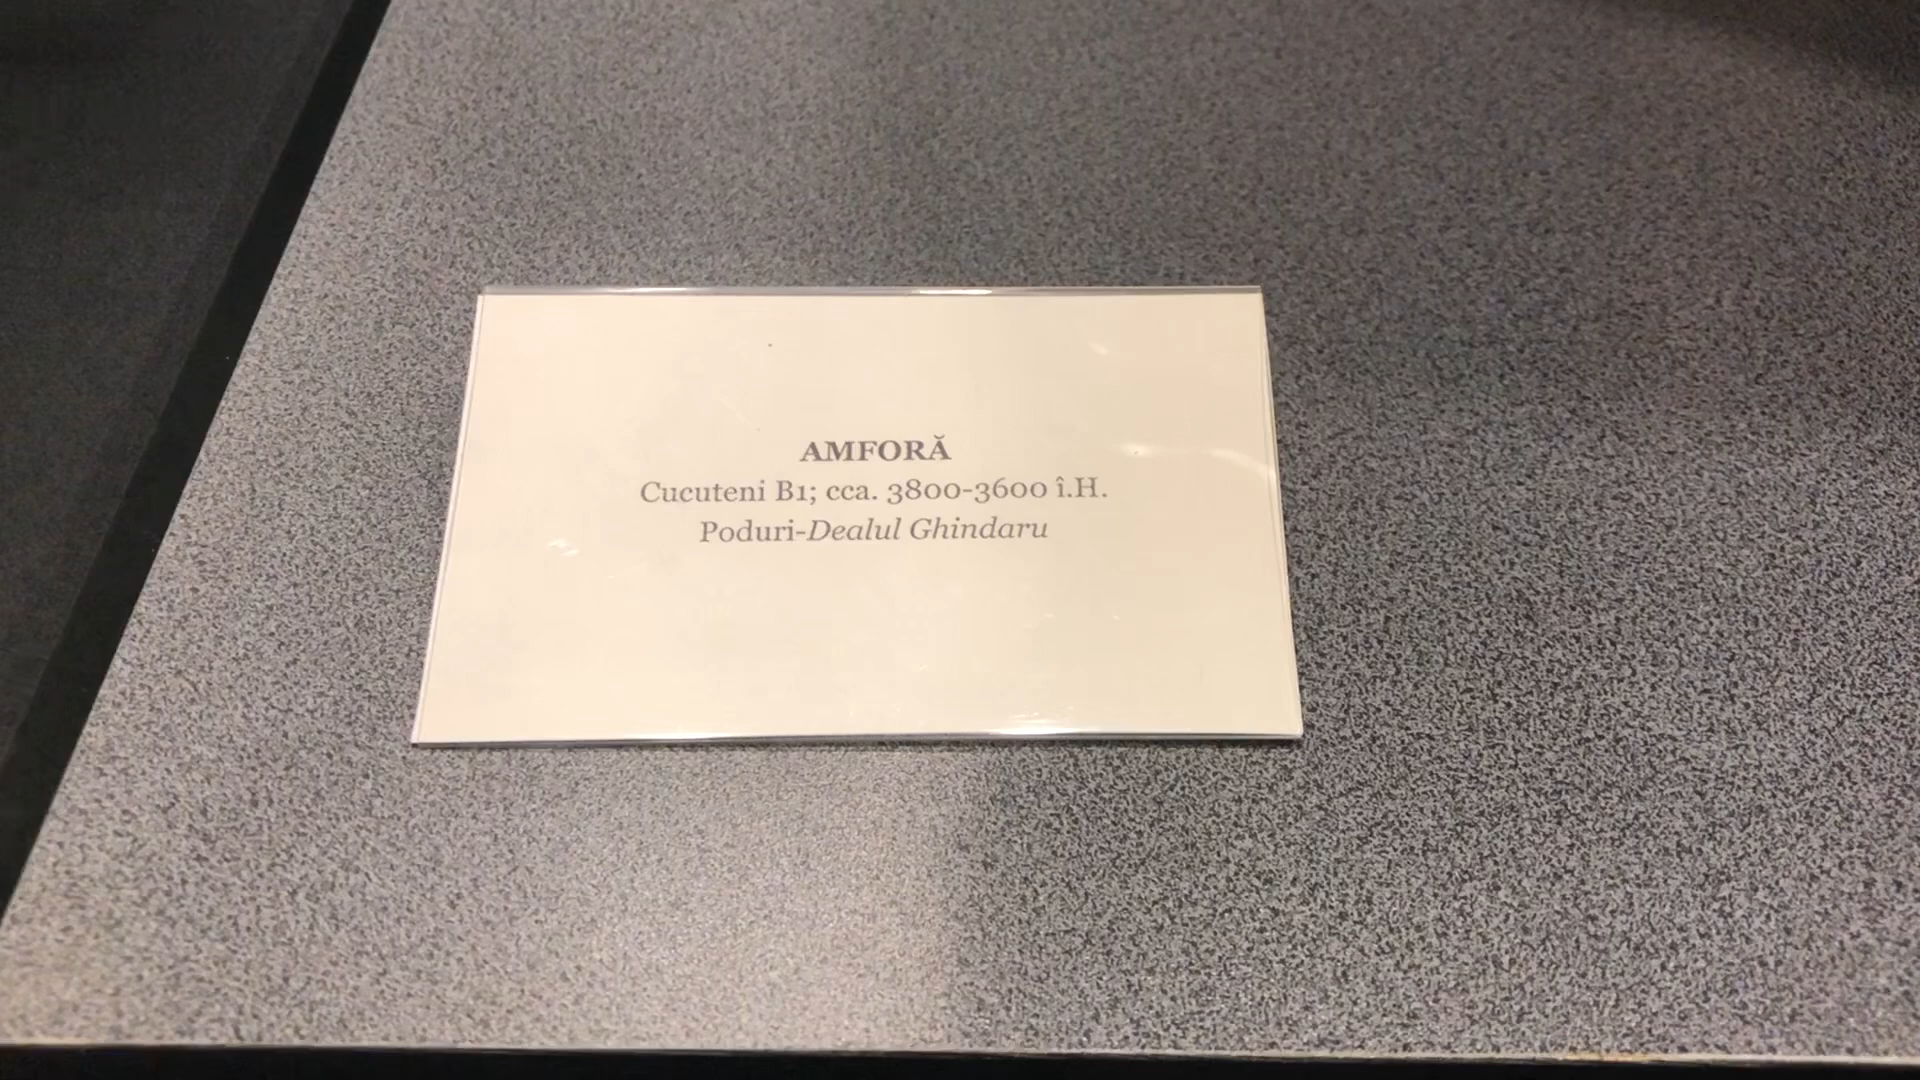 AMFORĂ
Cucuteni B1; cca. 3800-3600 î.H.
Poduri-Dealul Ghindaru